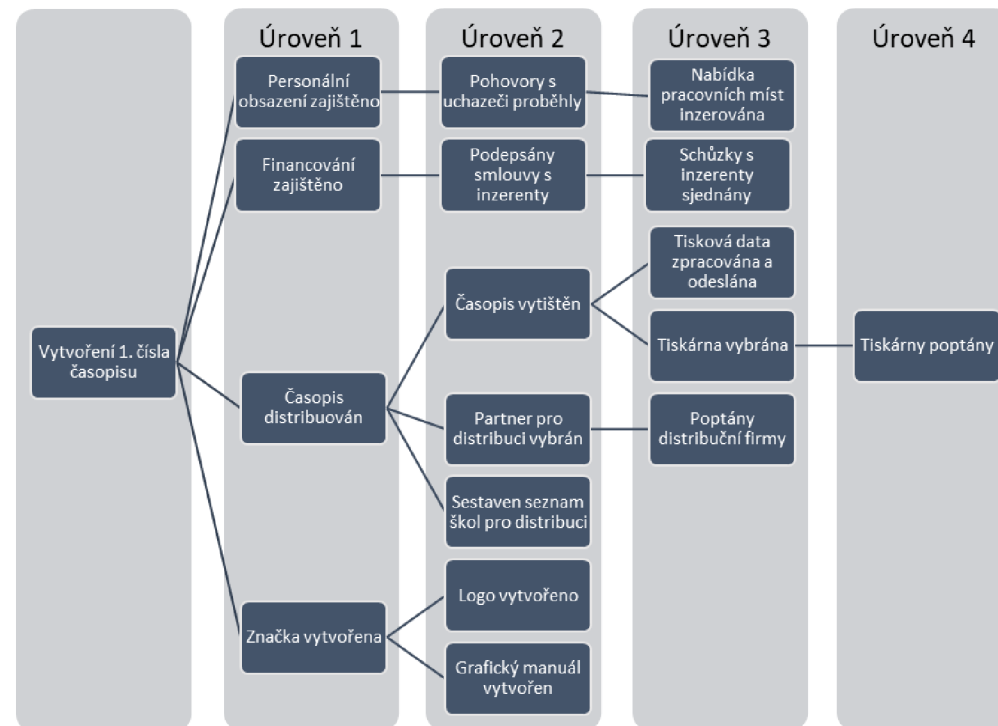 Úroveň 1
Úroveň 2
Úroveň 3
Úroveň 4
Vytvoření 1. čísla
časopisu
Personální
obsazení zajištěno
Pohovory s
uchazeči proběhly
Nabídka
pracovních míst
inzerována
Financování
zajištěno
Podepsány
smlouvy s
inzerenty
Schůzky s
inzerenty
sjednány
Časopis
distribuován
Časopis vytištěn
Tisková data
zpracována a
odeslána
Tiskárna vybrána
Tiskárny poptány
Partner pro
distribuci vybrán
Poptány
distribuční firmy
Sestaven seznam
škol pro distribuci
Značka vytvořena
Logo vytvořeno
Grafický manuál
vytvořen